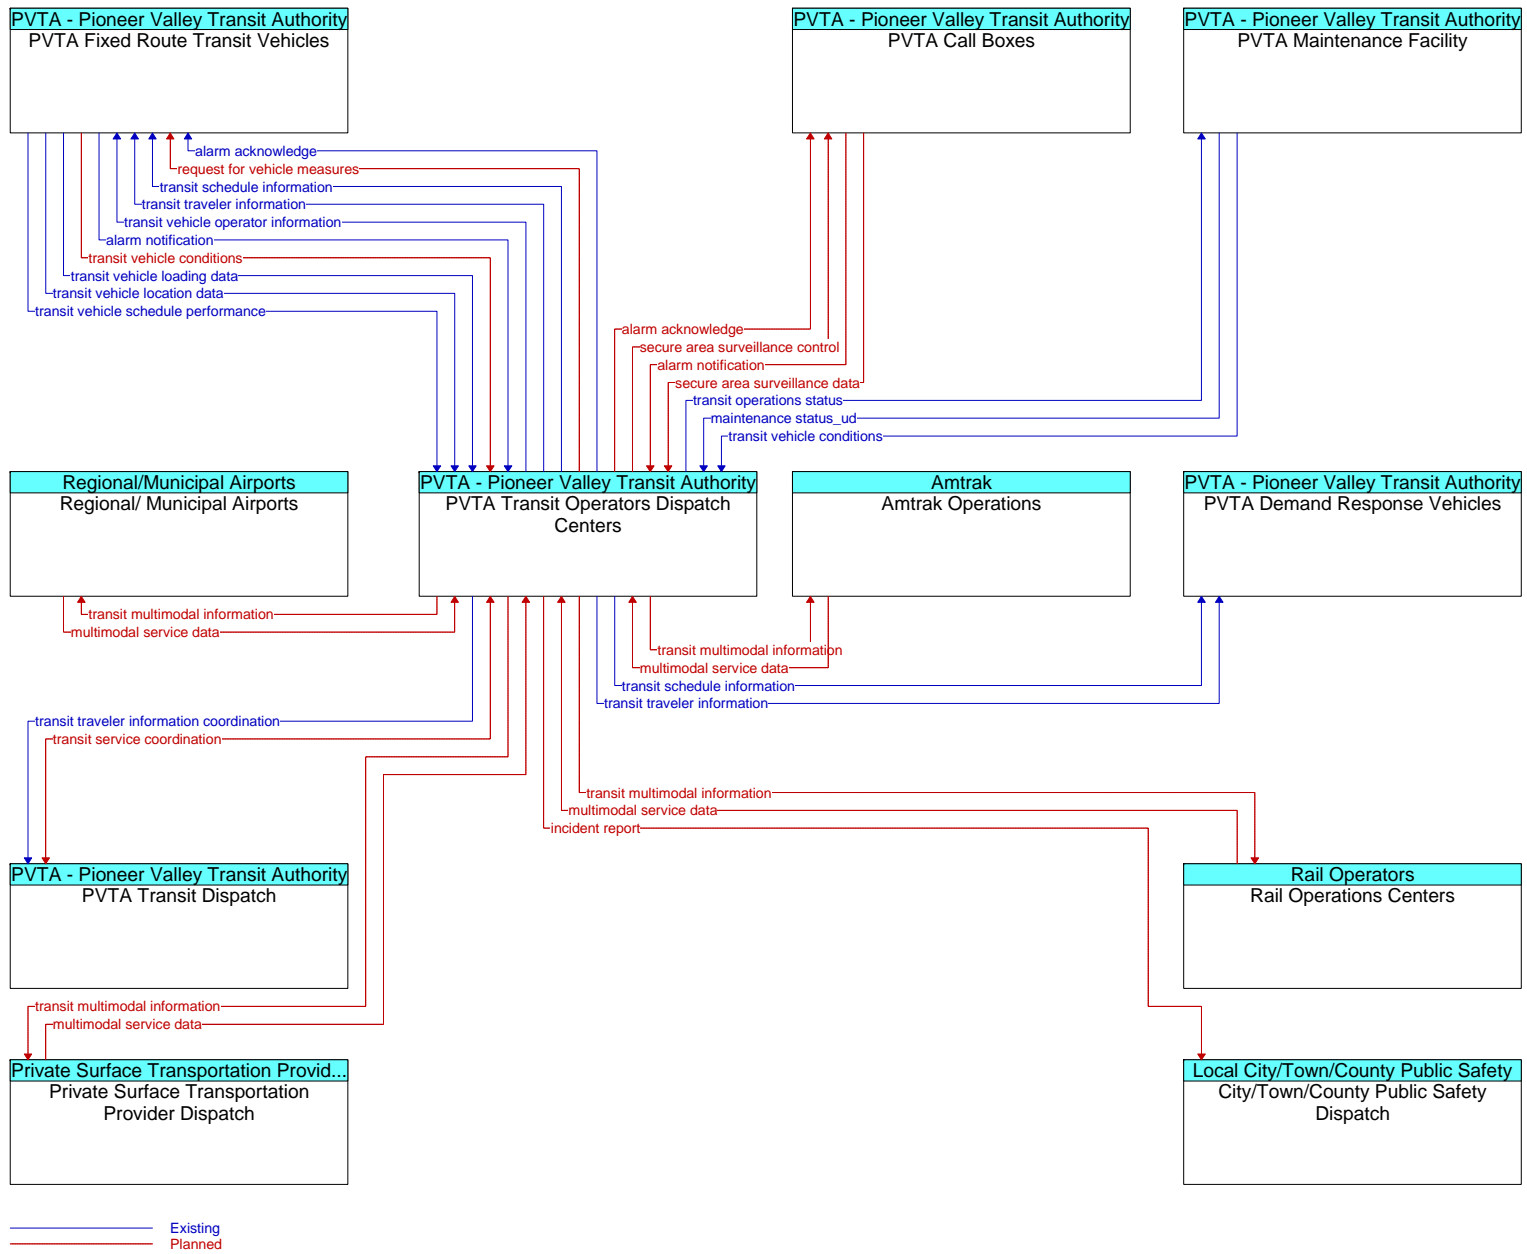 PVTA - Pioneer Valley Transit Authority
PVTA Fixed Route Transit Vehicles
PVTA - Pioneer Valley Transit Authority
PVTA Call Boxes
PVTA - Pioneer Valley Transit Authority
PVTA Maintenance Facility
alarm acknowledge
request for vehicle measures
transit schedule information
transit traveler information
transit vehicle operator information
alarm notification
transit vehicle conditions
transit vehicle loading data
transit vehicle location data
transit vehicle schedule performance
alarm acknowledge
secure area surveillance control
alarm notification
secure area surveillance data
transit operations status
maintenance status_ud
transit vehicle conditions
Regional/Municipal Airports
Regional/ Municipal Airports
PVTA - Pioneer Valley Transit Authority
PVTA Transit Operators Dispatch
Centers
Amtrak
Amtrak Operations
PVTA - Pioneer Valley Transit Authority
PVTA Demand Response Vehicles
transit multimodal information
multimodal service data
transit multimodal information
multimodal service data
transit schedule information
transit traveler information
transit traveler information coordination
transit service coordination
transit multimodal information
multimodal service data
incident report
PVTA - Pioneer Valley Transit Authority
PVTA Transit Dispatch
Rail Operators
Rail Operations Centers
transit multimodal information
multimodal service data
Private Surface Transportation Provid...
Private Surface Transportation
Provider Dispatch
Local City/Town/County Public Safety
City/Town/County Public Safety
Dispatch
Existing
Planned